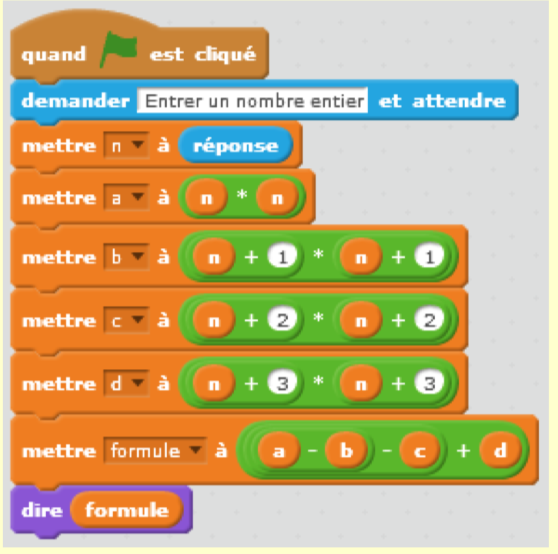 quand est cliqué
demander Entrer un nombre entier et attendre
mettre n à réponse
mettre a à n * n
mettre b à n + 1 * n + 1
mettre c à n + 2 * n + 2
mettre d à n + 3 * n + 3
mettre formule à a - b - c + d
dire formule